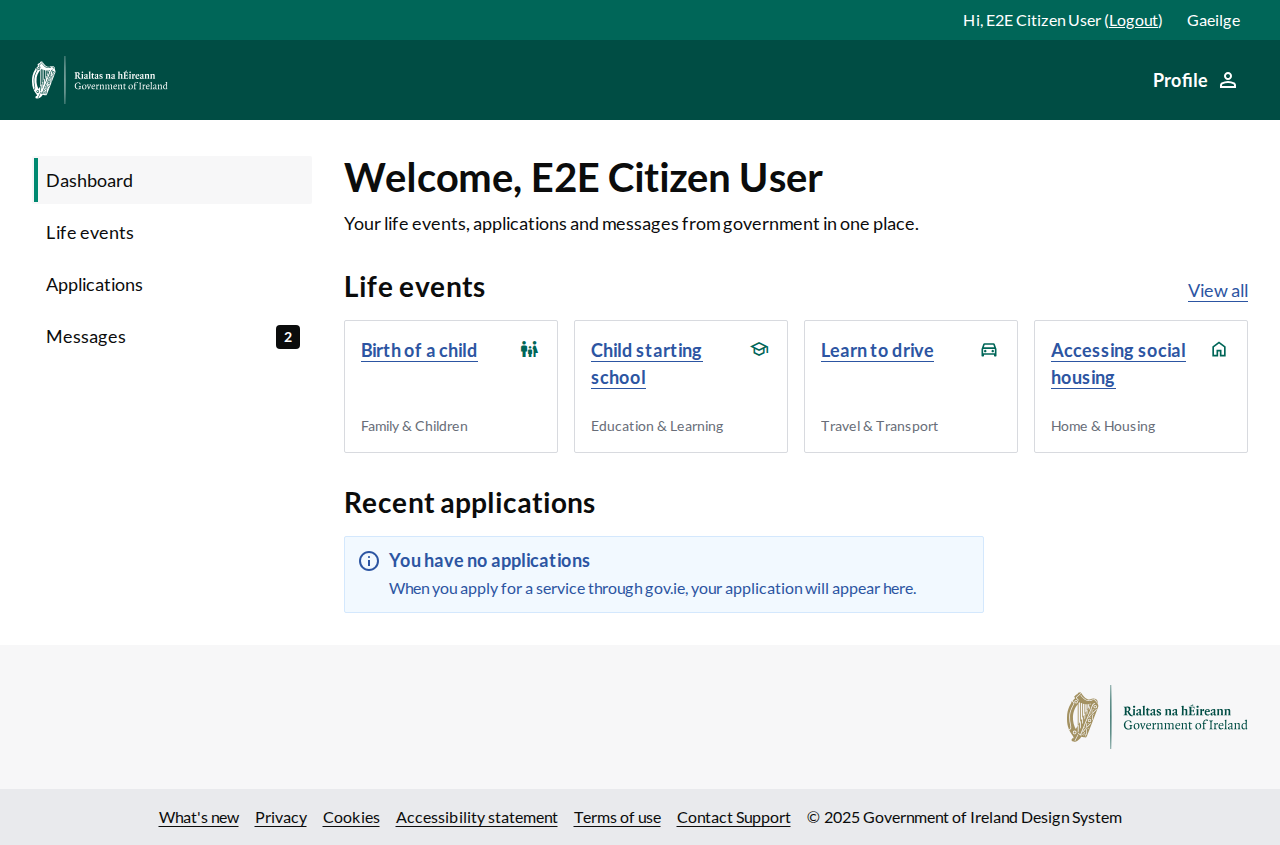 Hi, E2E Citizen User (Logout) Gaeilge
Rialtas na hÉireann
Government of Ireland
Profile
Dashboard
Life events
Applications
Messages 2
Welcome, E2E Citizen User
Your life events, applications and messages from government in one place.
Life events
View all
Birth of a child
Family & Children
Child starting
school
Education & Learning
Learn to drive
Travel & Transport
Accessing social
housing
Home & Housing
Recent applications
You have no applications
When you apply for a service through gov.ie, your application will appear here.
Rialtas na hÉireann
Government of Ireland
What's new Privacy Cookies Accessibility statement Terms of use Contact Support © 2025 Government of Ireland Design System